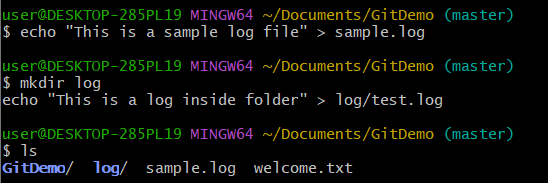 user@DESKTOP-285PL19 MINGW64 ~/Documents/GitDemo (master)
$ echo "This is a sample log file" > sample.log
user@DESKTOP-285PL19 MINGW64 ~/Documents/GitDemo (master)
$ mkdir log
echo "This is a log inside folder" > log/test.log
user@DESKTOP-285PL19 MINGW64 ~/Documents/GitDemo (master)
$ ls
GitDemo/  log/  sample.log  welcome.txt